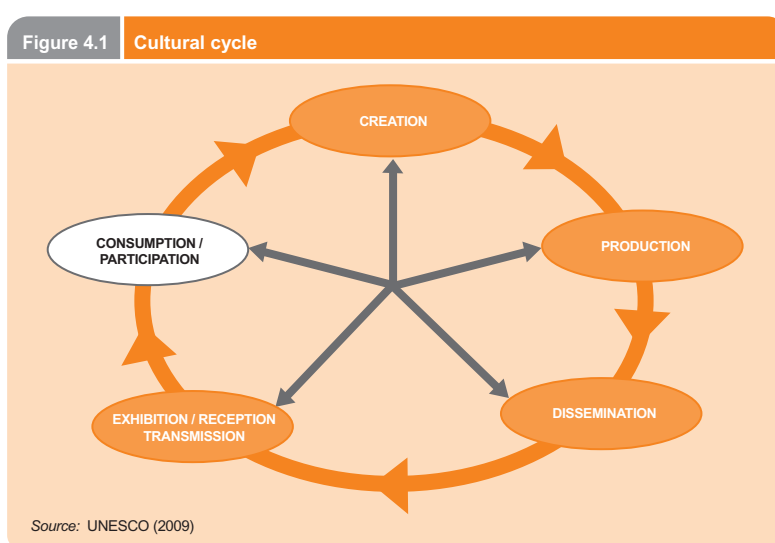 Figure 4.1 Cultural cycle
CREATION
CONSUMPTION /
PARTICIPATION
PRODUCTION
EXHIBITION / RECEPTION
TRANSMISSION
DISSEMINATION
Source: UNESCO (2009)